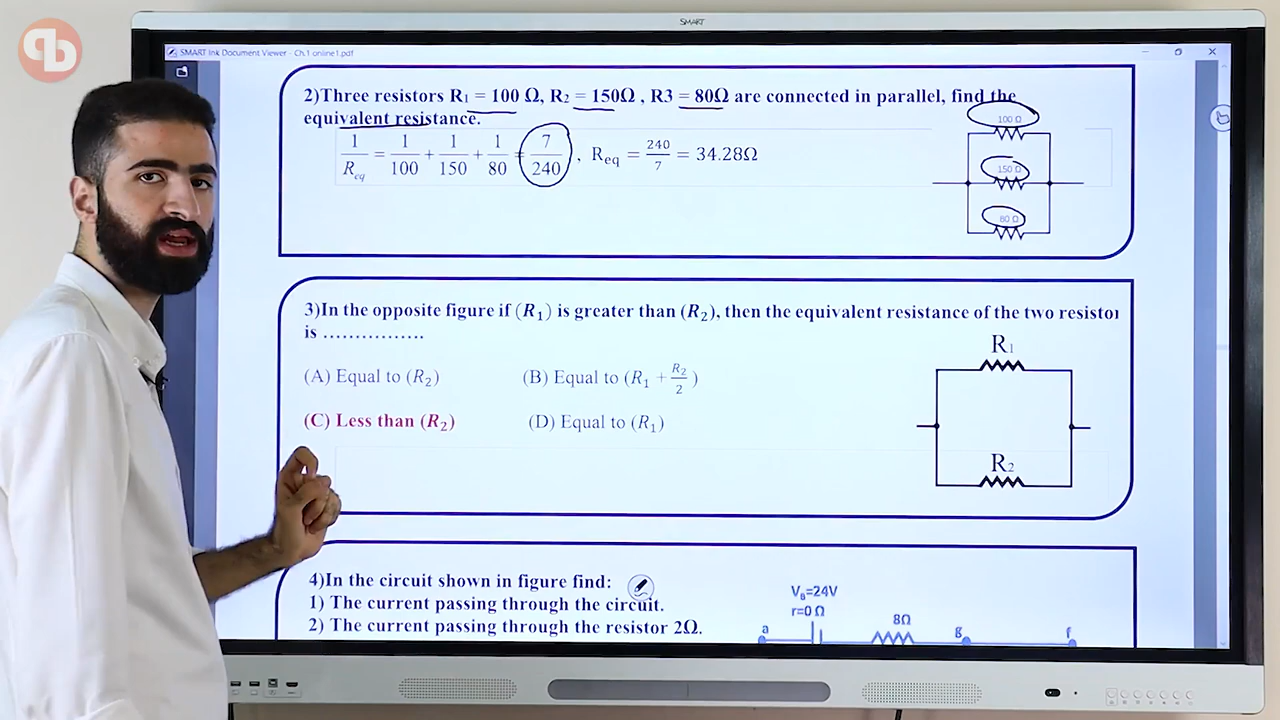 SMART
SMART Ink Document Viewer - Ch.1 online1.pdf
2)Three resistors R1 = 100 Ω, R2 = 150Ω , R3 = 80Ω are connected in parallel, find the
equivalent resistance.
1/Req = 1/100 + 1/150 + 1/80 = 7/240 , Req = 240/7 = 34.28Ω
100 Ω
150 Ω
80 Ω
3)In the opposite figure if (R1) is greater than (R2), then the equivalent resistance of the two resistor
is ................
(A) Equal to (R2) (B) Equal to (R1 + R2/2)
(C) Less than (R2) (D) Equal to (R1)
R1
R2
4)In the circuit shown in figure find:
1) The current passing through the circuit.
2) The current passing through the resistor 2Ω.
VB=24V
r=0 Ω
8Ω
a g f